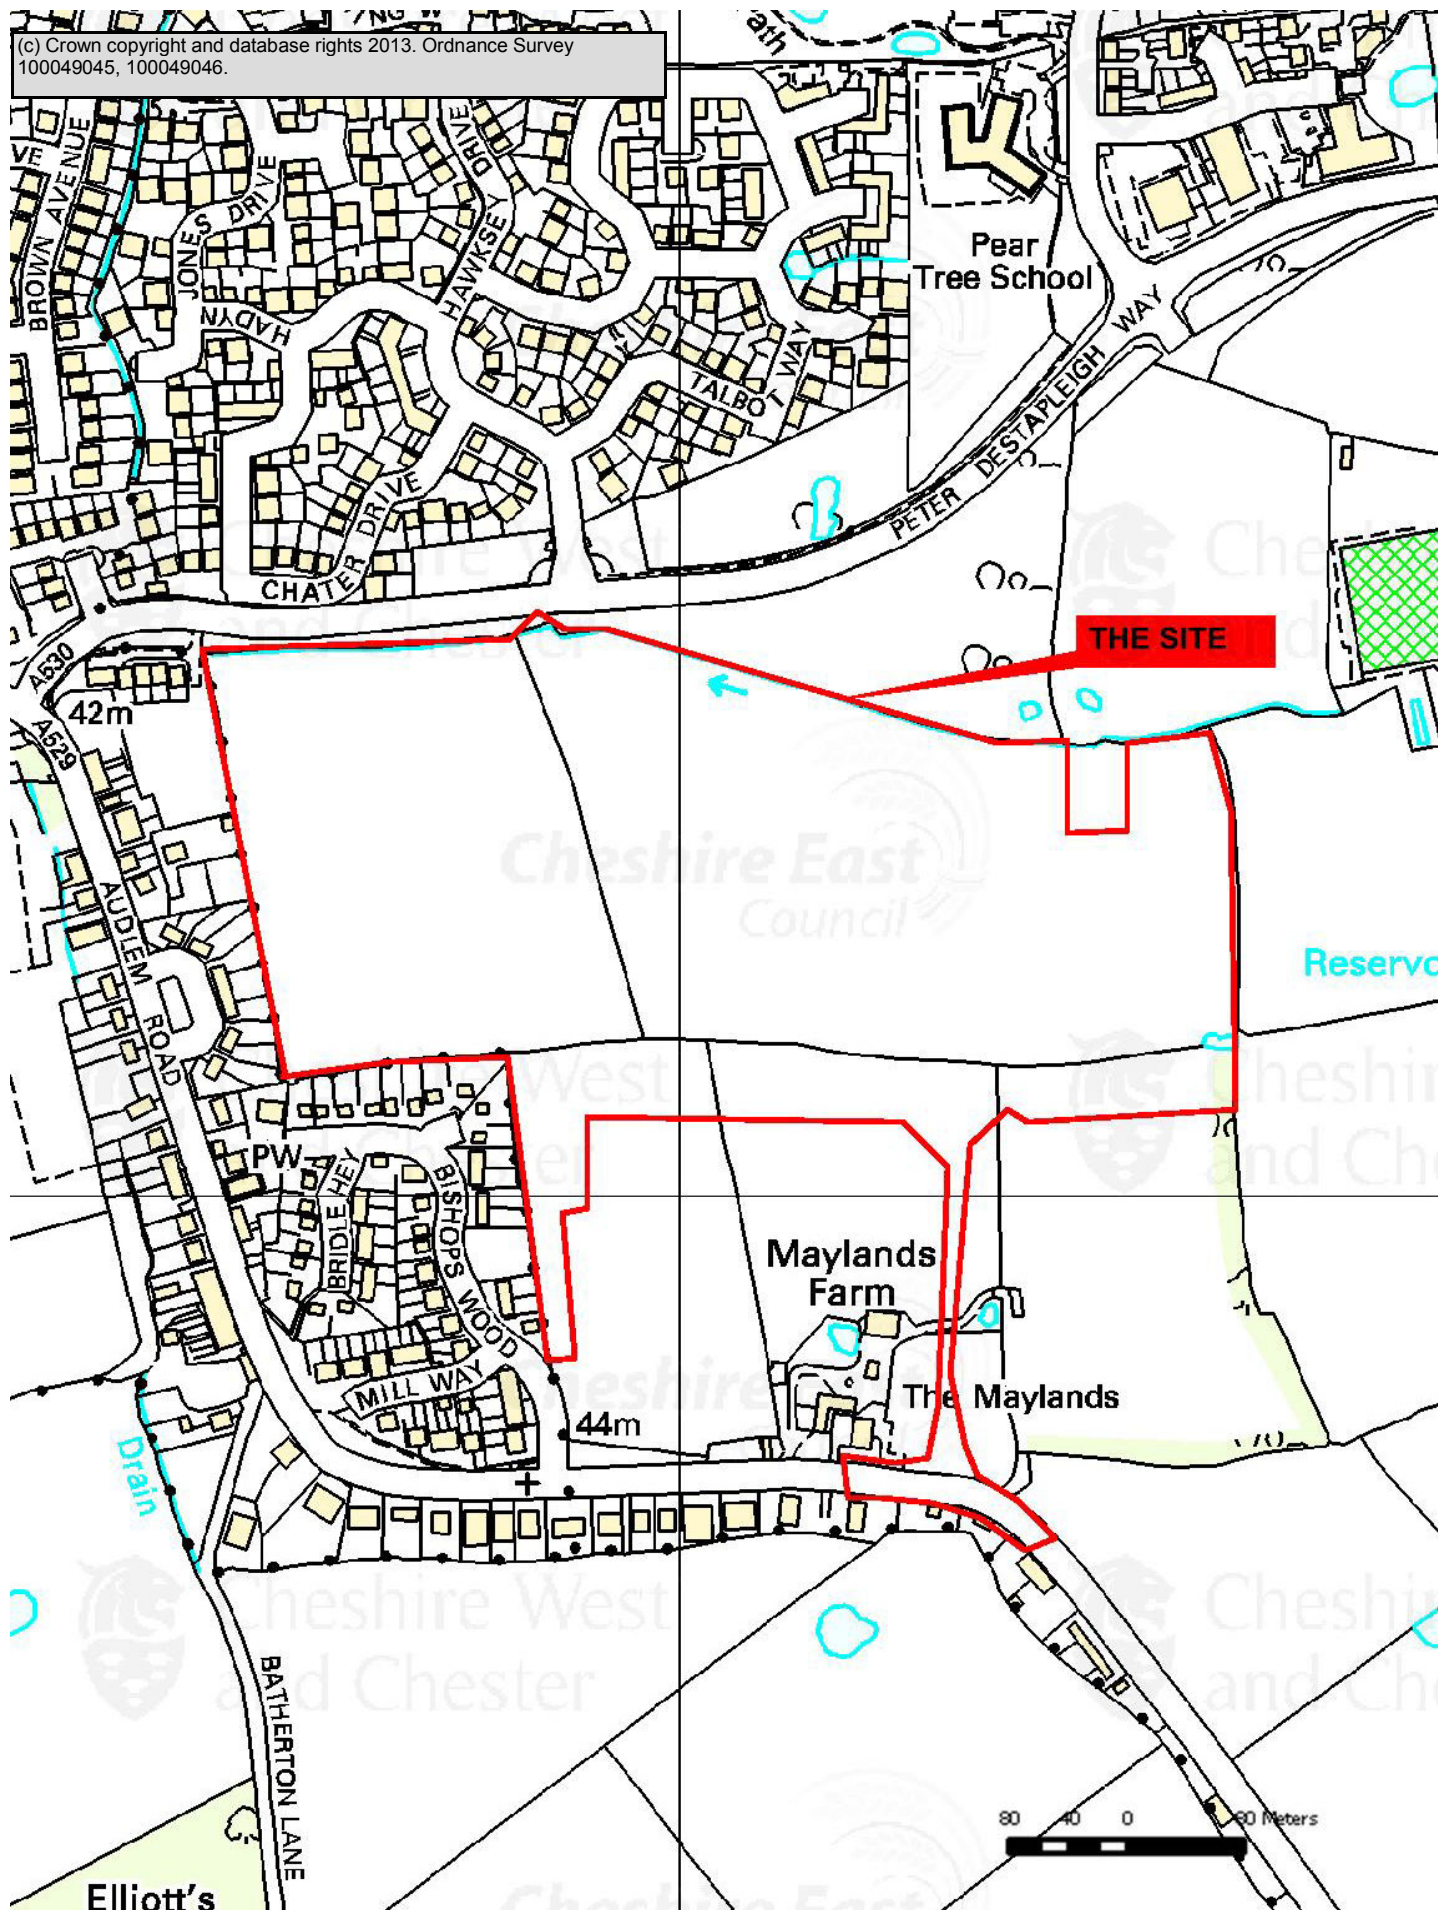 (c) Crown copyright and database rights 2013. Ordnance Survey
100049045, 100049046.
BROWN AVENUE
JONES DRIVE
HADYN
HAWKSEY DRIVE
TALBOT WAY
CHATER DRIVE
Pear
Tree School
PETER DESTAPLEIGH WAY
THE SITE
A530
42m
A529
AUDLEM ROAD
Cheshire East
Council
PW
BRIDLE HEY
BISHOPS WOOD
MILL WAY
44m
Maylands
Farm
The Maylands
Drain
BATHERTON LANE
Cheshire West
and Chester
80 40 0 80 Meters
Elliott's